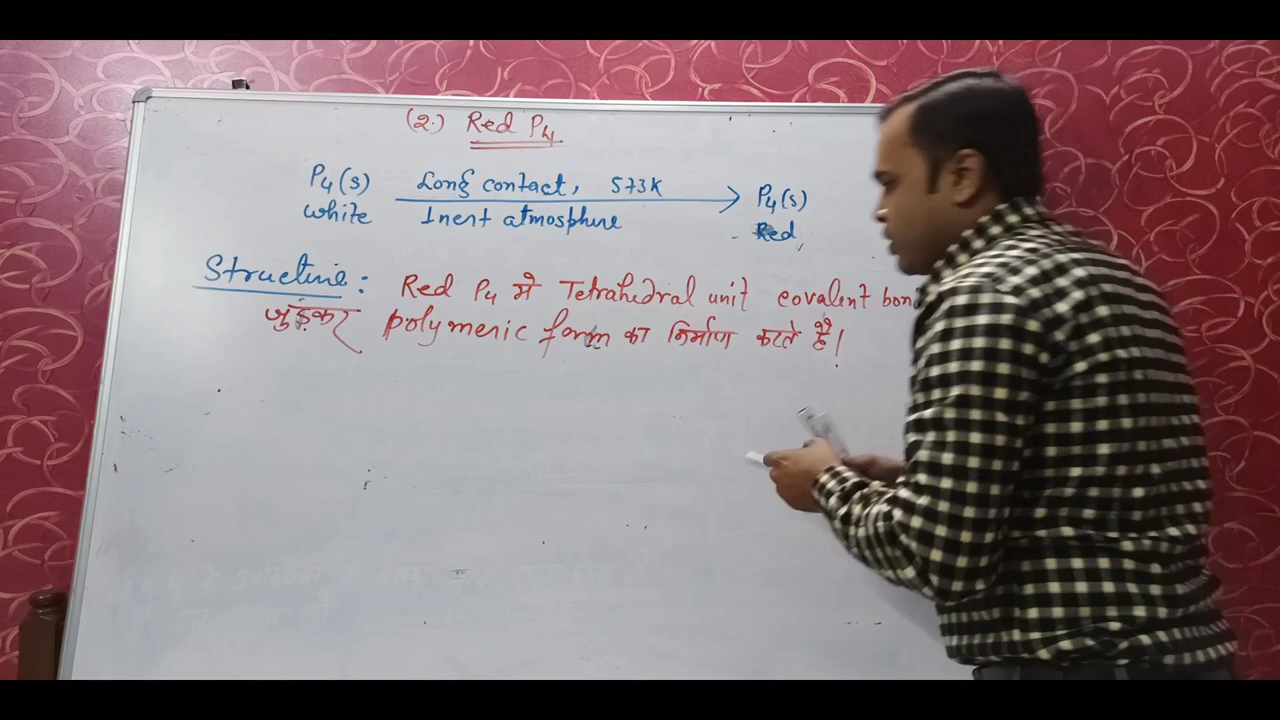 (2.) Red P4
P4(s) Long contact, 573K P4(s)
white Inert atmosphere Red
Structure: Red P4 में Tetrahedral unit covalent bon
जुड़कर polymeric form का निर्माण करते हैं।